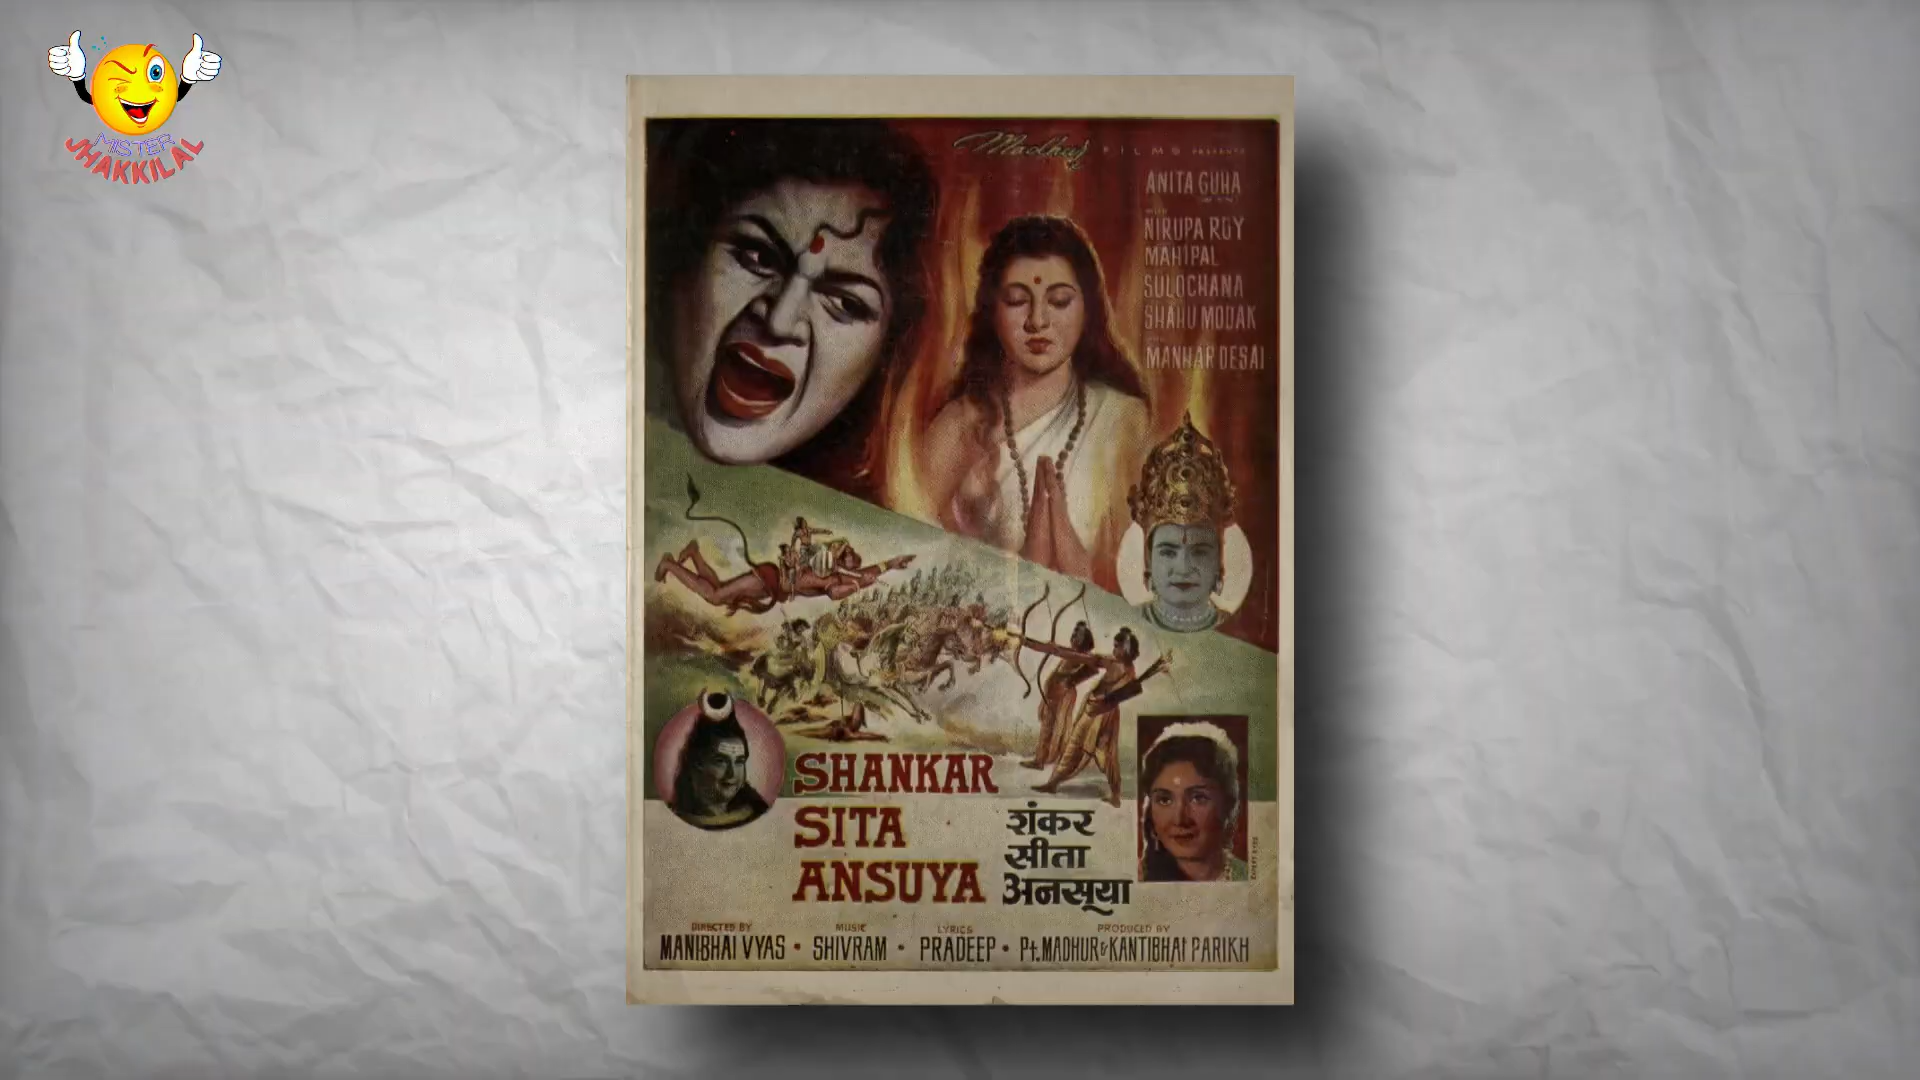 MISTER
JHAKKILAL
Madhuj FILMS PRESENTS
ANITA GUHA
NIRUPA ROY
MAHIPAL
SULOCHANA
SHAHU MODAK
MANHAR DESAI
SHANKAR
SITA
ANSUYA
शंकर
सीता
अनसूया
DIRECTED BY
MANIBHAI VYAS •
MUSIC
SHIVRAM •
LYRICS
PRADEEP •
PRODUCED BY
Pt. MADHUR & KANTIBHAI PARIKH